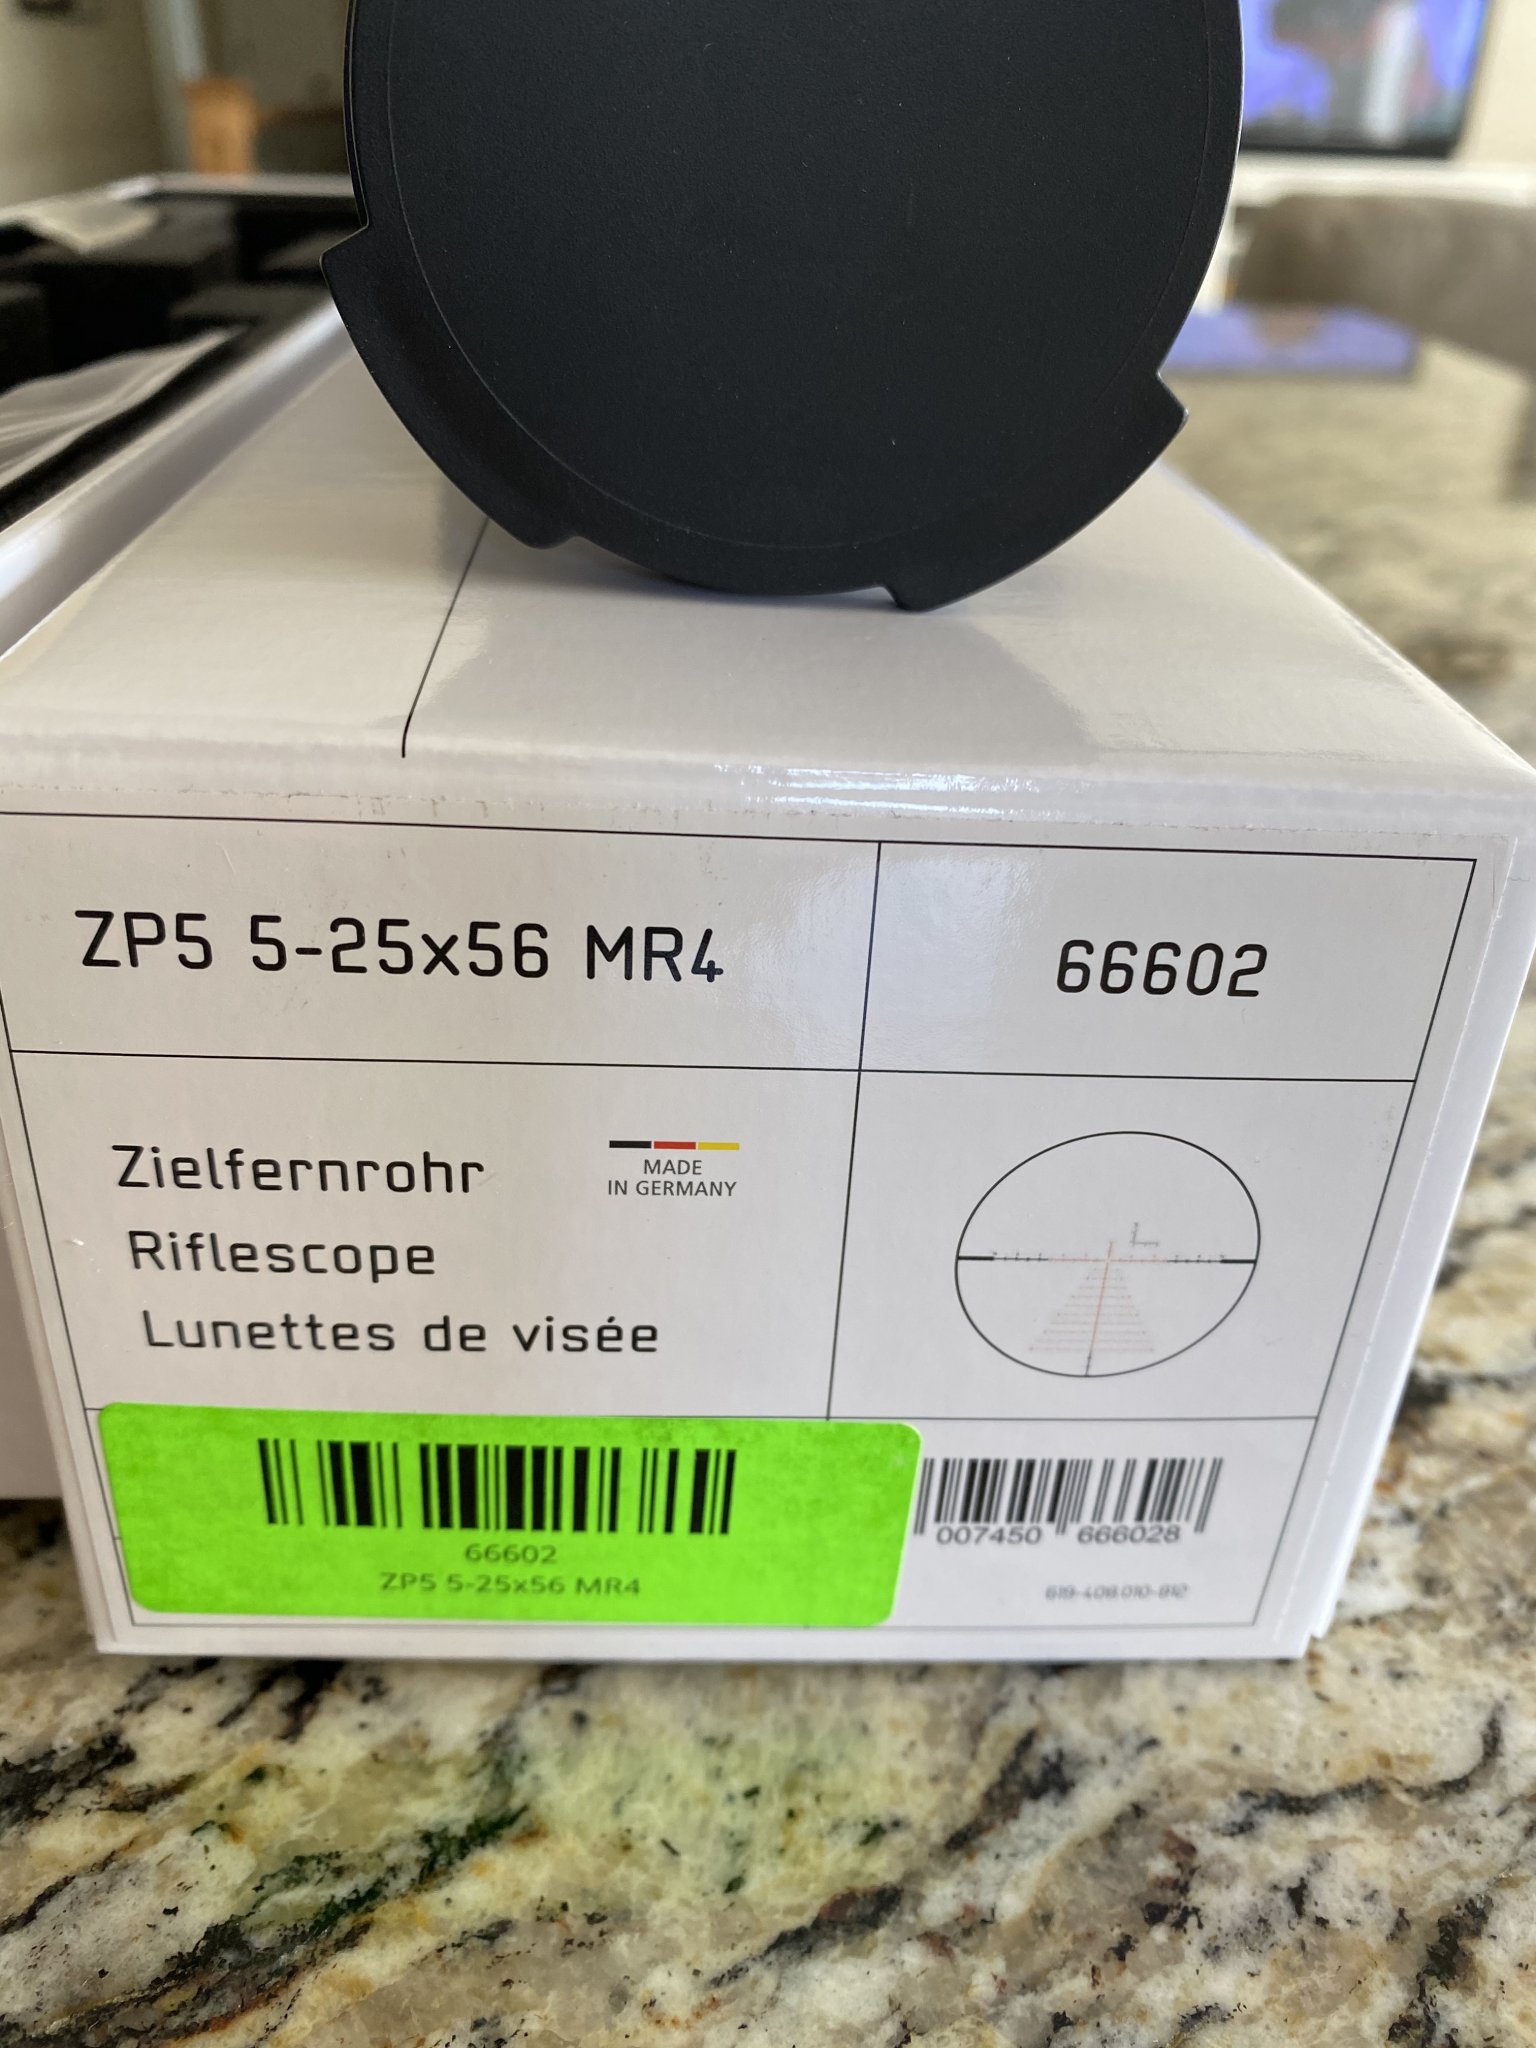 ZP5 5-25x56 MR4
66602
Zielfernrohr
MADE
IN GERMANY
Riflescope
Lunettes de visée
66602
ZP5 5-25x56 MR4
007450 666028